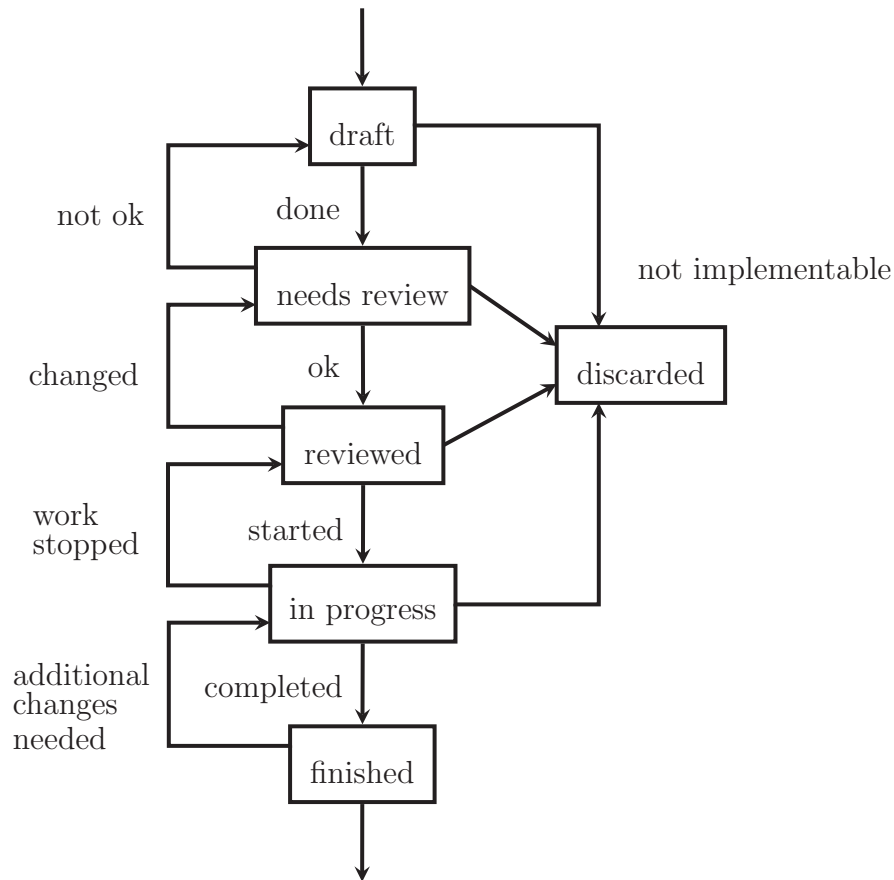 draft
not ok
done
not implementable
needs review
changed
ok
discarded
reviewed
work
stopped
started
in progress
additional
changes
needed
completed
finished